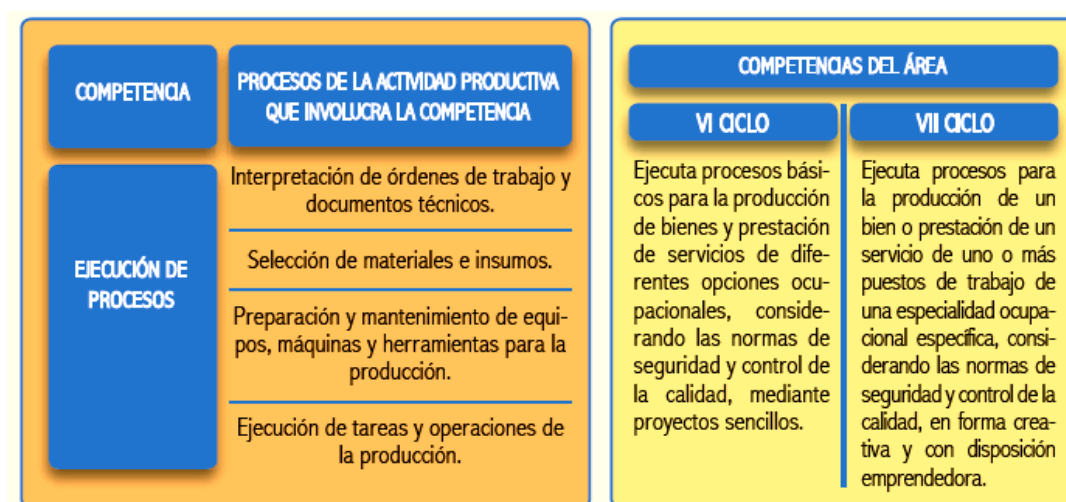 COMPETENCIA
PROCESOS DE LA ACTIVIDAD PRODUCTIVA
QUE INVOLUCRA LA COMPETENCIA
EJECUCIÓN DE
PROCESOS
Interpretación de órdenes de trabajo y
documentos técnicos.
Selección de materiales e insumos.
Preparación y mantenimiento de equi-
pos, máquinas y herramientas para la
producción.
Ejecución de tareas y operaciones de
la producción.
COMPETENCIAS DEL ÁREA
VI CICLO
Ejecuta procesos bási-
cos para la producción
de bienes y prestación
de servicios de dife-
rentes opciones ocu-
pacionales, conside-
rando las normas de
seguridad y control de
la calidad, mediante
proyectos sencillos.
VII CICLO
Ejecuta procesos para
la producción de un
bien o prestación de un
servicio de uno o más
puestos de trabajo de
una especialidad ocupa-
cional específica, consi-
derando las normas de
seguridad y control de la
calidad, en forma crea-
tiva y con disposición
emprendedora.